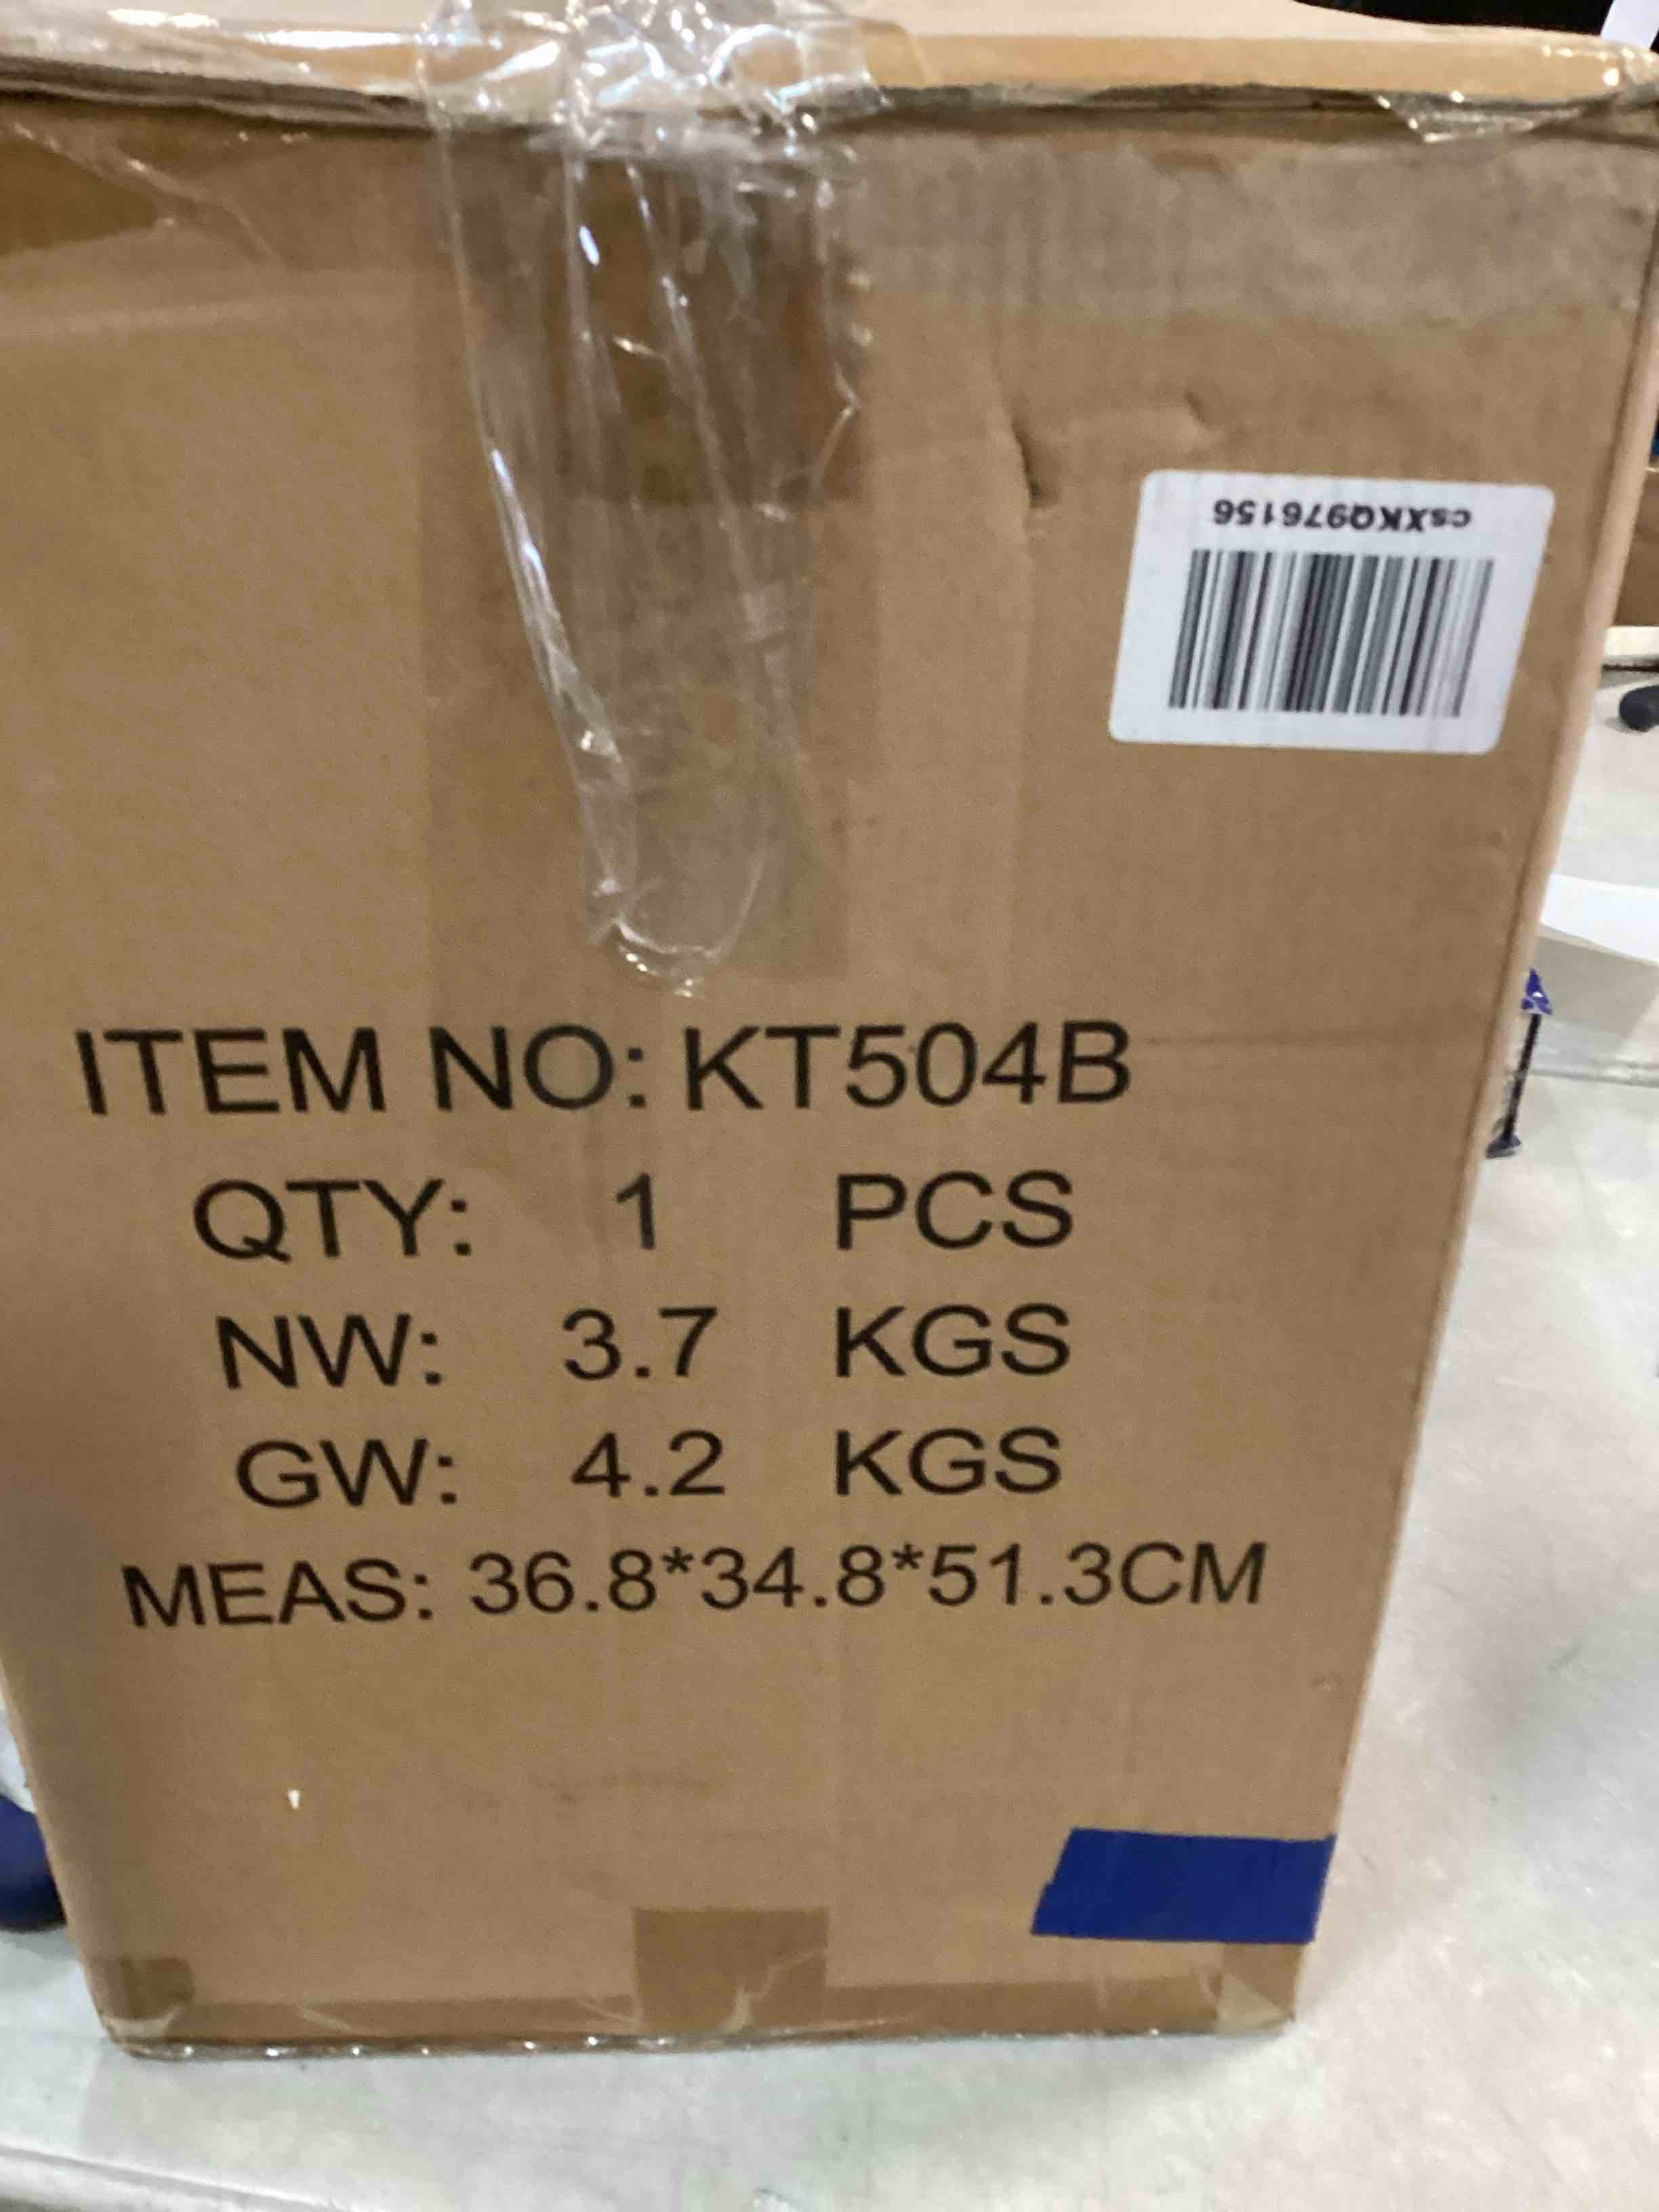 csXKQ976156
ITEM NO: KT504B
QTY: 1 PCS
NW: 3.7 KGS
GW: 4.2 KGS
MEAS: 36.8*34.8*51.3CM